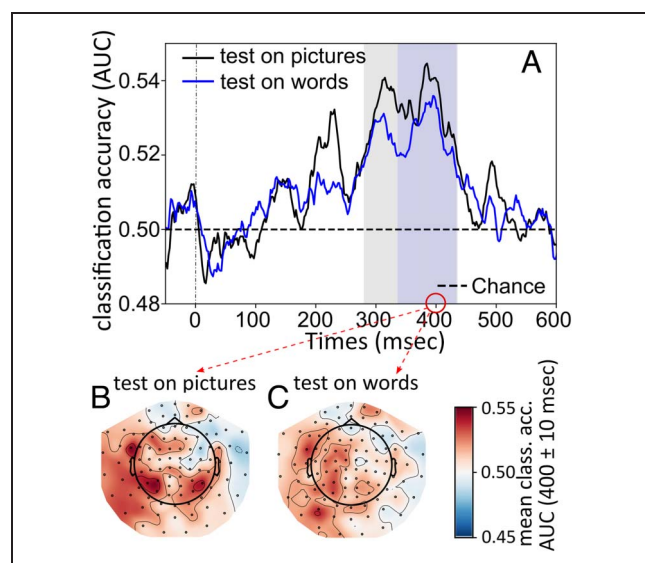 A
test on pictures
test on words
classification accuracy (AUC)
0.54
0.52
0.50
0.48
Chance
0 100 200 300 400 500 600
Times (msec)
test on pictures
test on words
B
C
0.55
0.50
0.45
mean class. acc.
AUC (400 ± 10 msec)